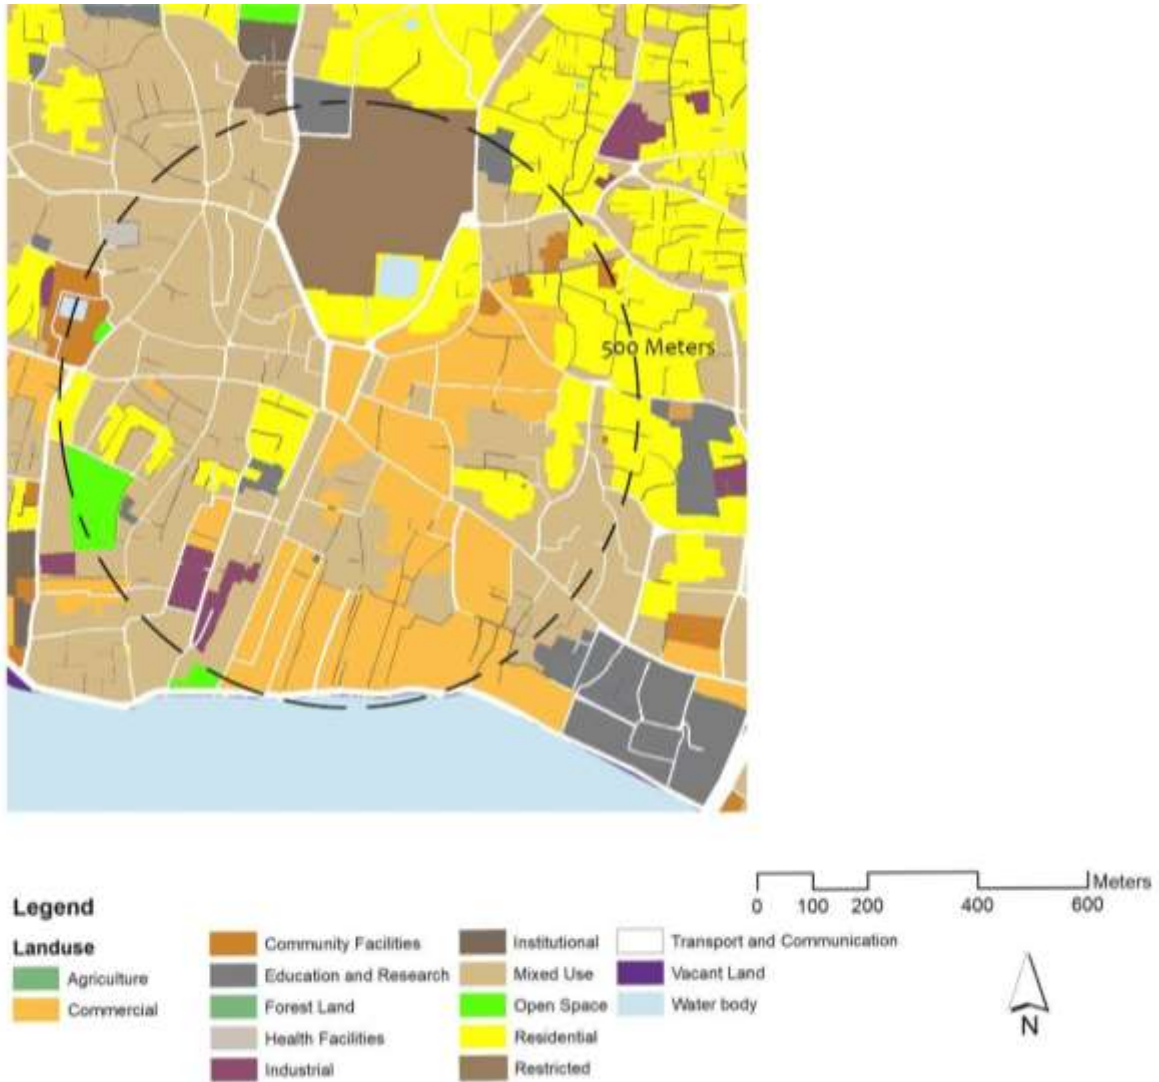 500 Meters
Meters
0 100 200 400 600
Legend
Landuse
Agriculture
Commercial
Community Facilities
Education and Research
Forest Land
Health Facilities
Industrial
Institutional
Mixed Use
Open Space
Residential
Restricted
Transport and Communication
Vacant Land
Water body
N